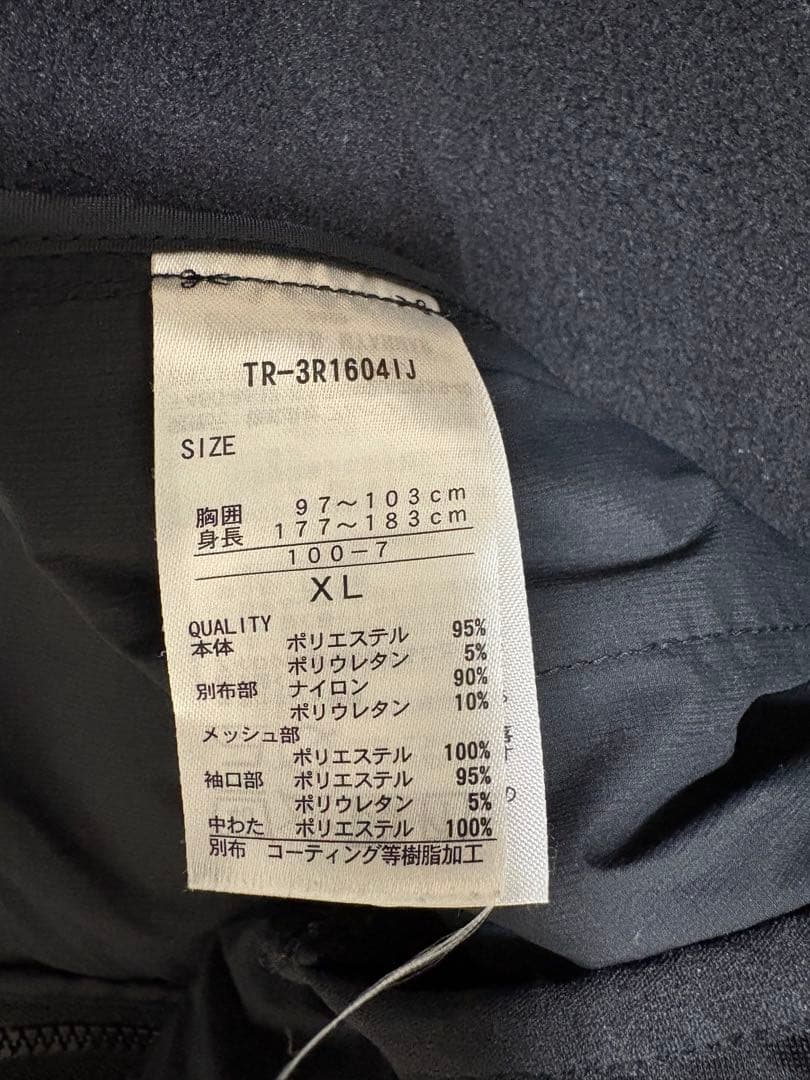 TR-3R1604IJ
SIZE
胸囲 97～103cm
身長 177～183cm
100-7
XL
QUALITY
本体 ポリエステル 95%
ポリウレタン 5%
別布部 ナイロン 90%
ポリウレタン 10%
メッシュ部
ポリエステル 100%
袖口部 ポリエステル 95%
ポリウレタン 5%
中わた ポリエステル 100%
別布 コーティング等樹脂加工
の